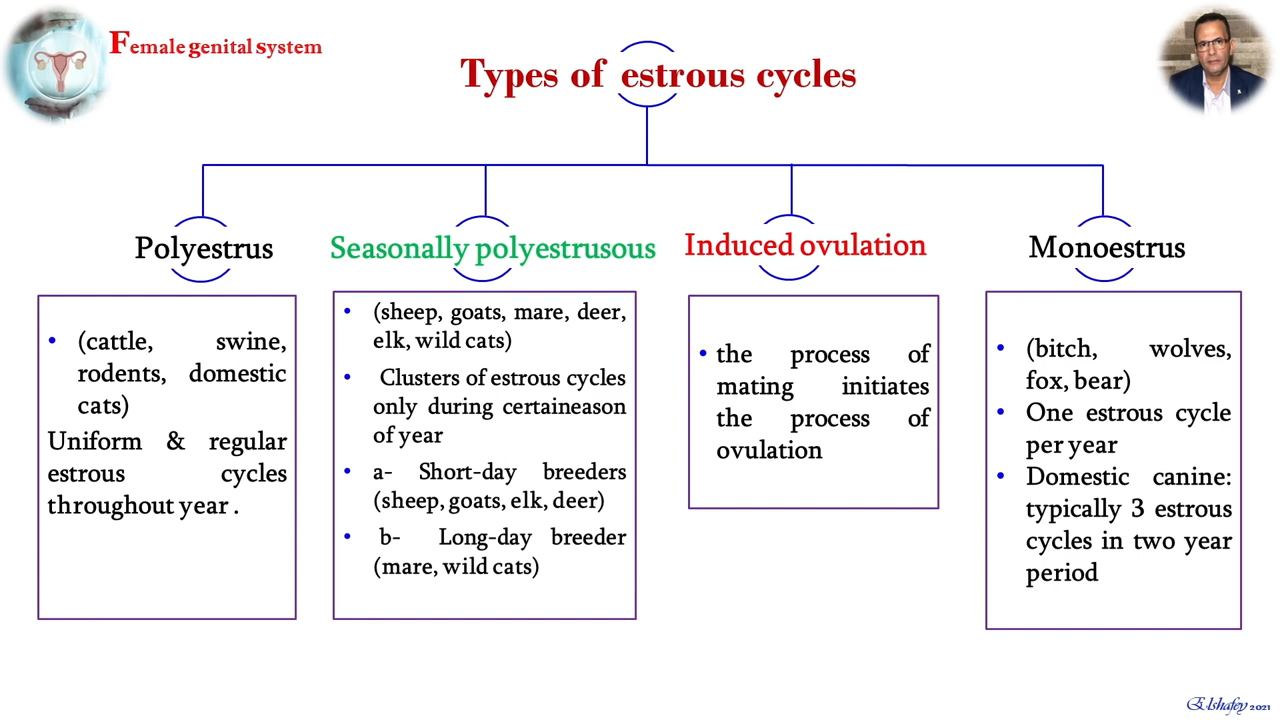 Female genital system
Types of estrous cycles
Polyestrus
• (cattle, swine,
rodents, domestic
cats)
Uniform & regular
estrous cycles
throughout year .
Seasonally polyestrusous
• (sheep, goats, mare, deer,
elk, wild cats)
• Clusters of estrous cycles
only during certaineason
of year
• a- Short-day breeders
(sheep, goats, elk, deer)
• b- Long-day breeder
(mare, wild cats)
Induced ovulation
• the process of
mating initiates
the process of
ovulation
Monoestrus
• (bitch, wolves,
fox, bear)
• One estrous cycle
per year
• Domestic canine:
typically 3 estrous
cycles in two year
period
Elshafey 2021